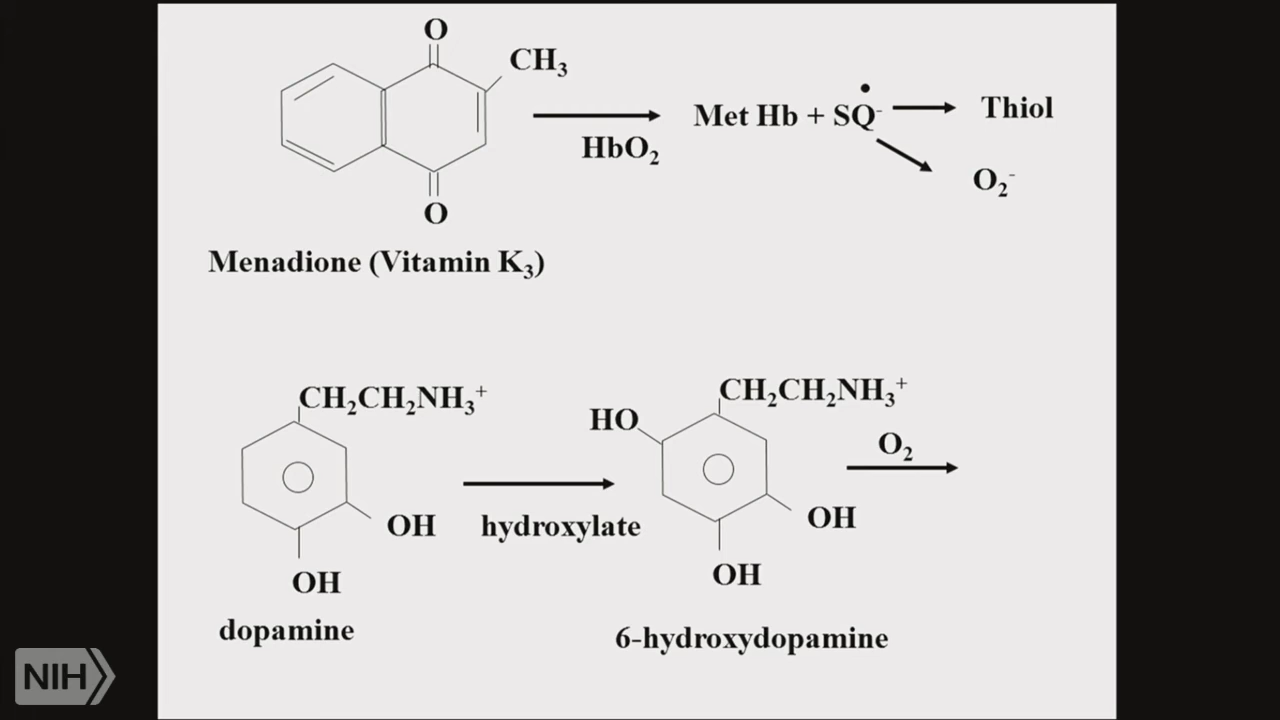 O
CH₃
HbO₂
Met Hb + SQ•⁻
Thiol
O₂⁻
O
Menadione (Vitamin K₃)
CH₂CH₂NH₃⁺
OH
OH
dopamine
hydroxylate
CH₂CH₂NH₃⁺
HO
OH
OH
6-hydroxydopamine
O₂
NIH